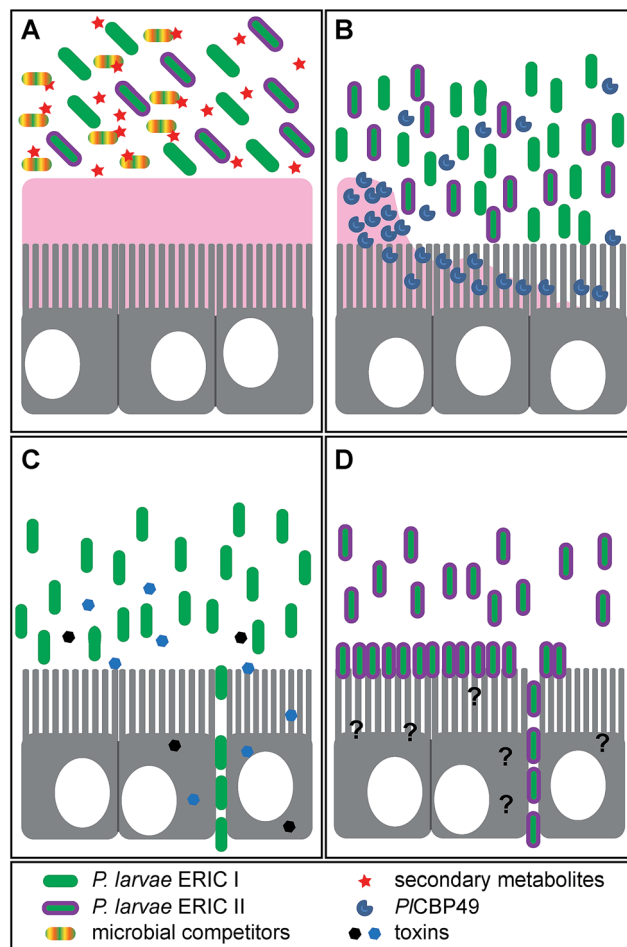 A
B
C
D
?
? ? ? ?
?
P. larvae ERIC I
P. larvae ERIC II
microbial competitors
secondary metabolites
PlCBP49
toxins